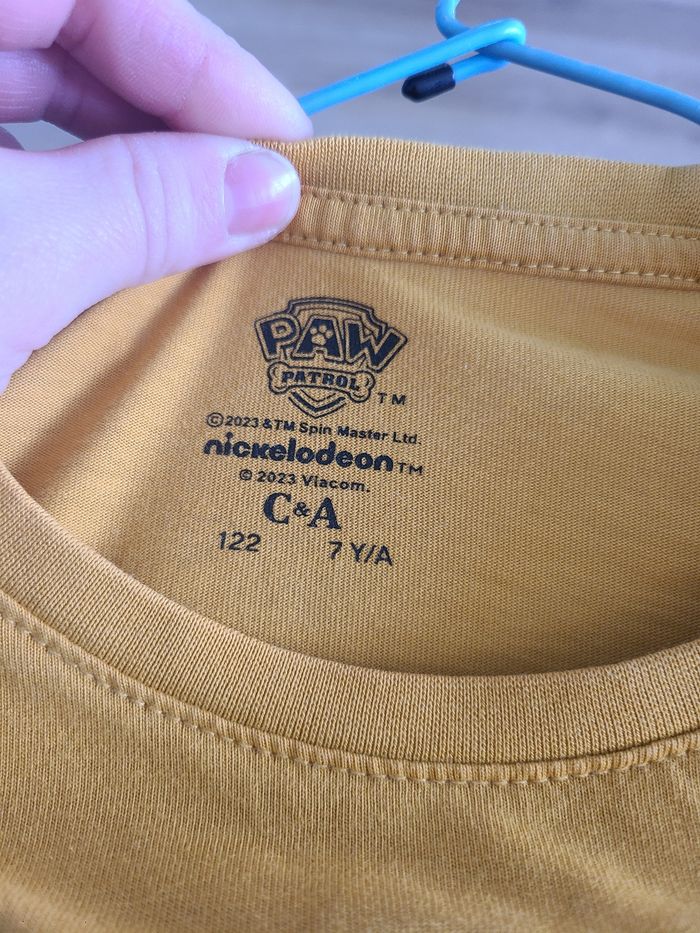 PAW
PATROL TM
©2023 &TM Spin Master Ltd.
nickelodeon TM
© 2023 Viacom.
C&A
122 7 Y/A